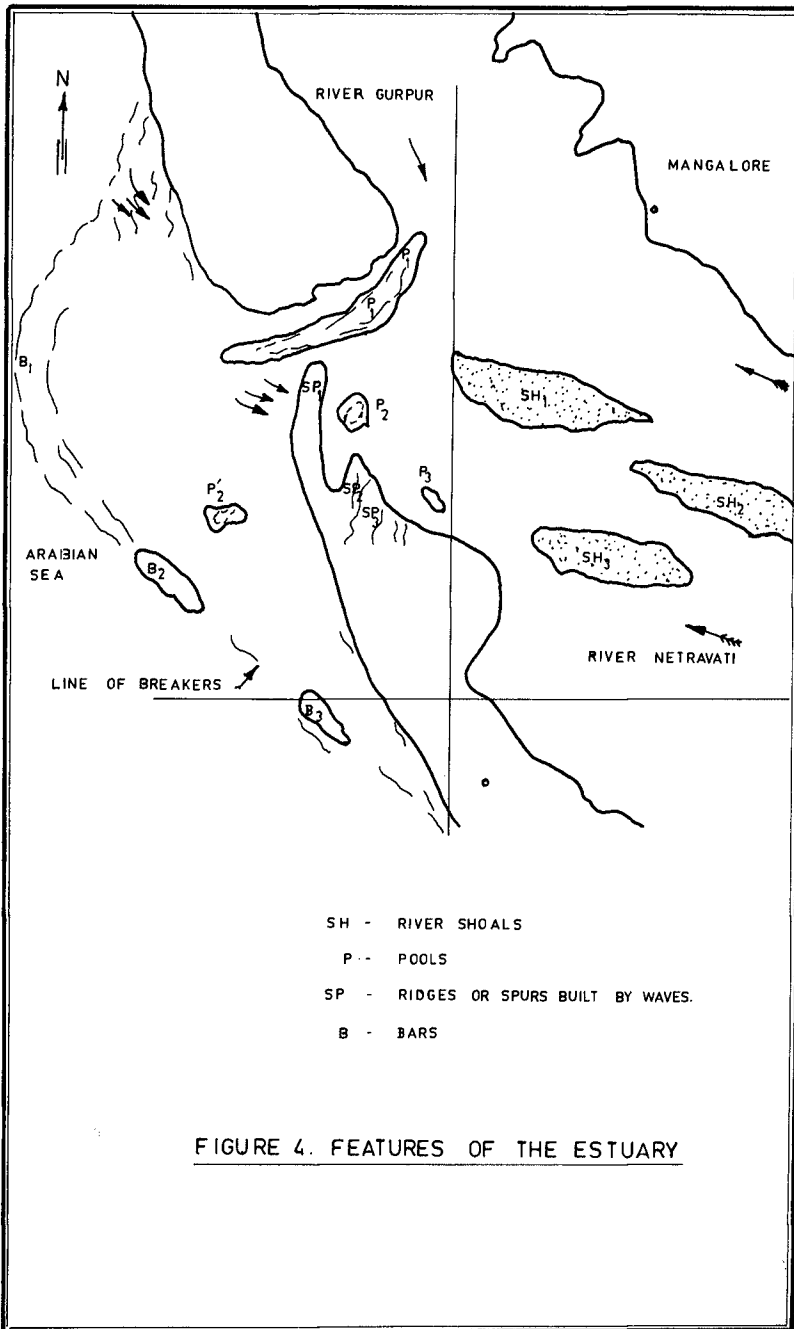 N
RIVER GURPUR
MANGALORE
P1
P1
B1
SP1
P2
SH1
P3
P2'
SP2
SP3
SH2
SH3
ARABIAN
SEA
B2
RIVER NETRAVATI
LINE OF BREAKERS
B3
SH - RIVER SHOALS
P - POOLS
SP - RIDGES OR SPURS BUILT BY WAVES.
B - BARS
FIGURE 4. FEATURES OF THE ESTUARY